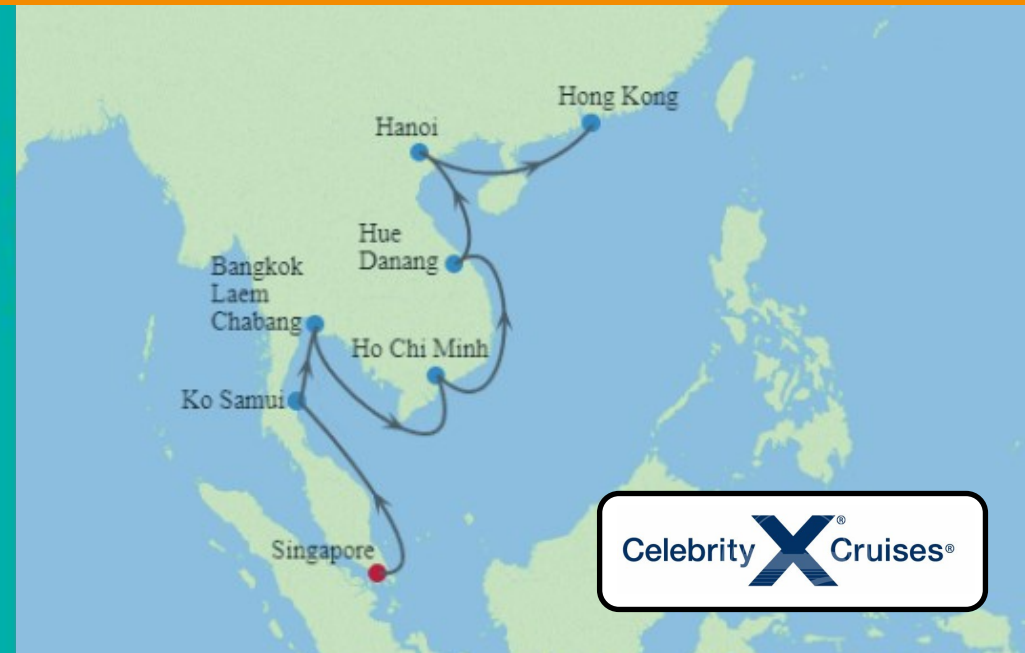 Hong Kong
Hanoi
Hue
Danang
Bangkok
Laem
Chabang
Ho Chi Minh
Ko Samui
Singapore
Celebrity X® Cruises®